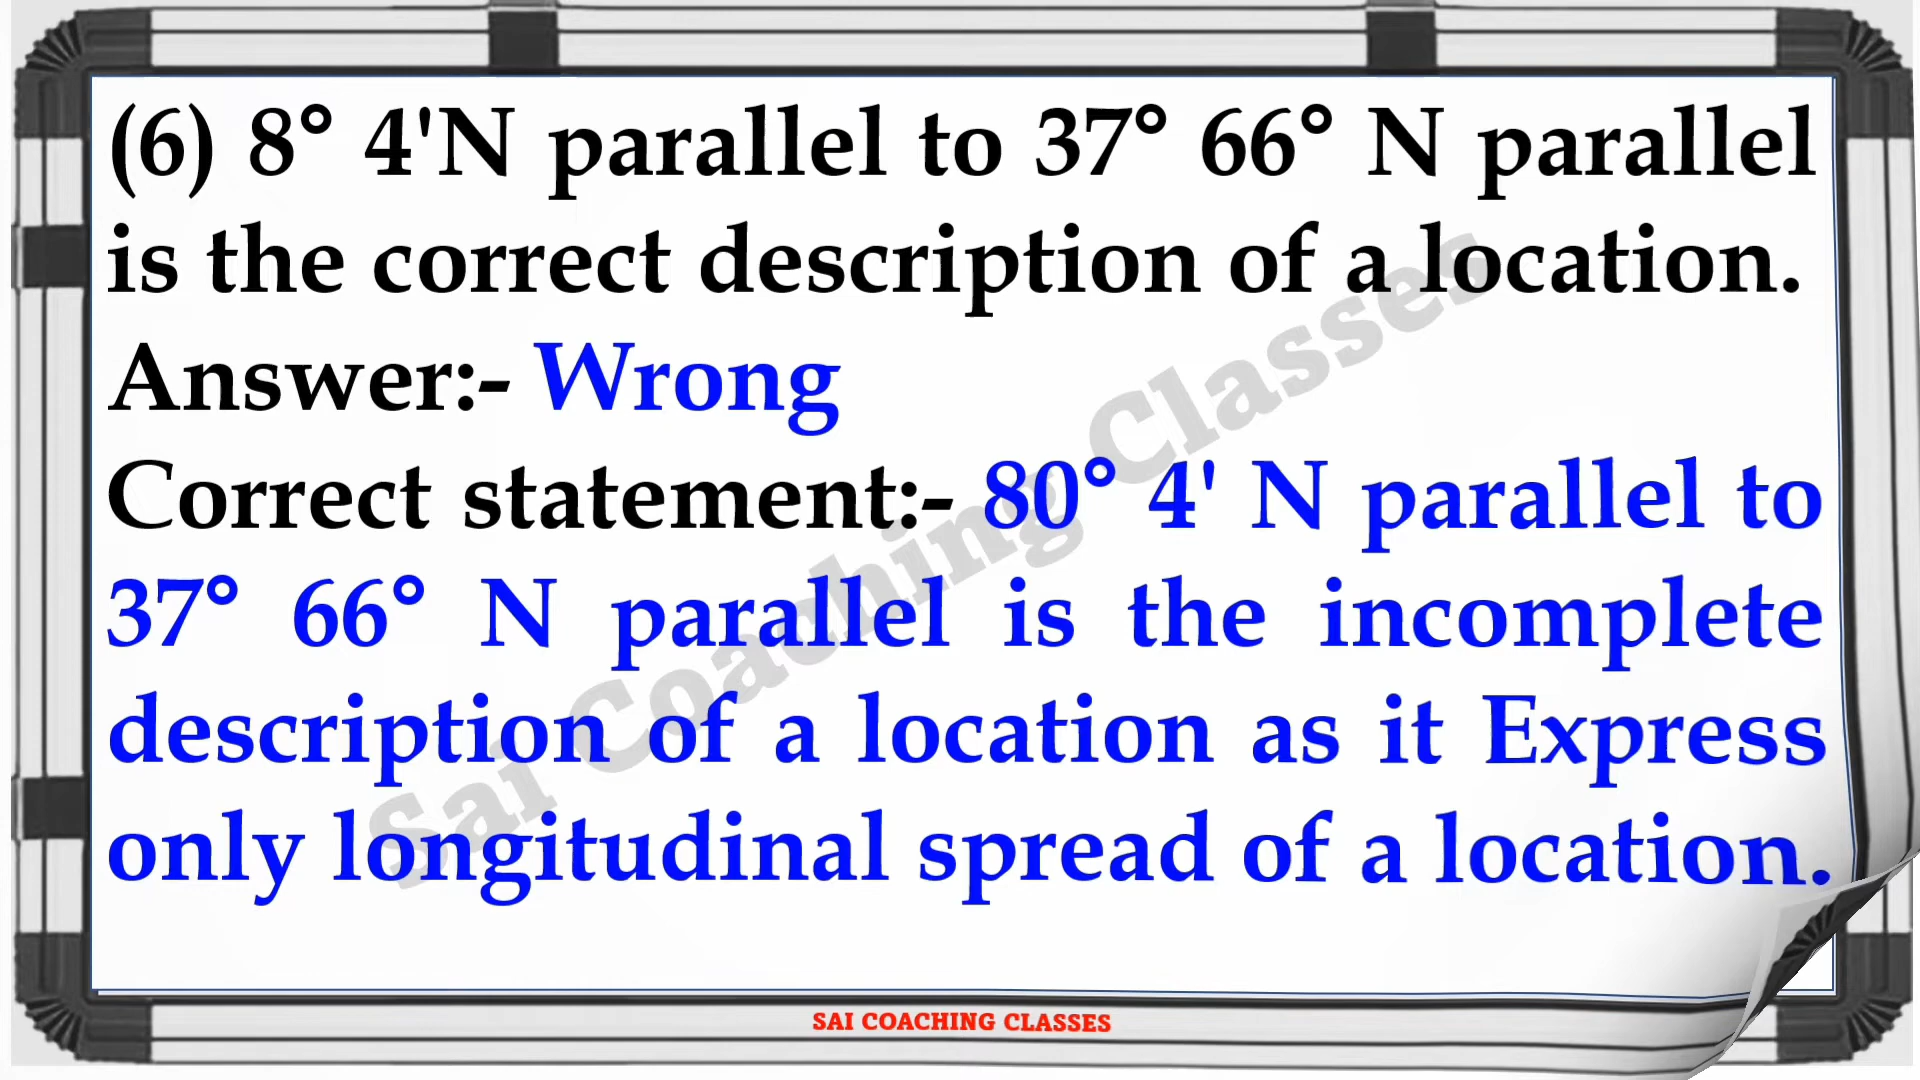 (6) 8° 4'N parallel to 37° 66° N parallel
is the correct description of a location.
Answer:- Wrong
Correct statement:- 80° 4' N parallel to
37° 66° N parallel is the incomplete
description of a location as it Express
only longitudinal spread of a location.
Sai Coaching Classes
SAI COACHING CLASSES